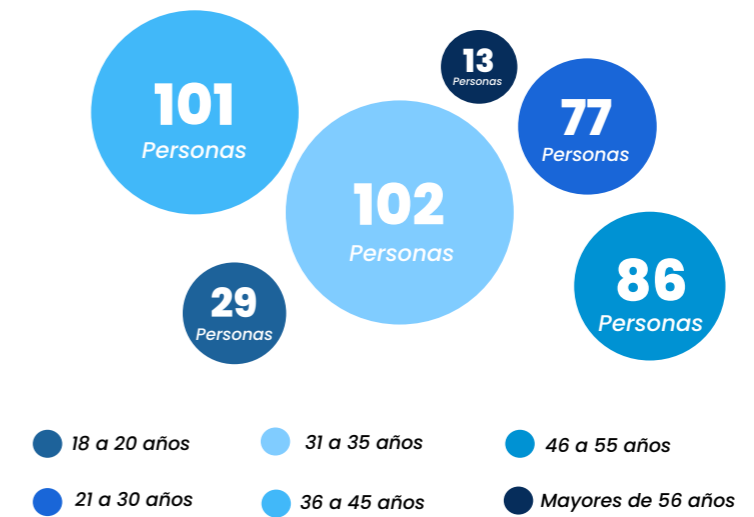 101
Personas
13
Personas
77
Personas
102
Personas
86
Personas
29
Personas
18 a 20 años
31 a 35 años
46 a 55 años
21 a 30 años
36 a 45 años
Mayores de 56 años